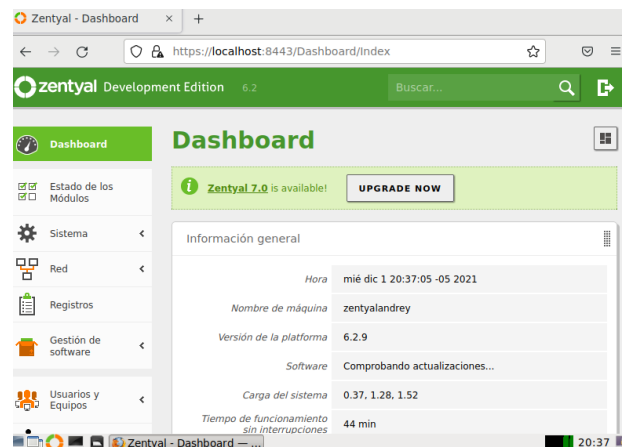 Zentyal - Dashboard × +
https://localhost:8443/Dashboard/Index
zentyal Development Edition 6.2 Buscar...
Dashboard
Dashboard
Zentyal 7.0 is available! UPGRADE NOW
Estado de los
Módulos
Información general
Sistema
Hora mié dic 1 20:37:05 -05 2021
Red
Nombre de máquina zentyalandrey
Registros
Versión de la plataforma 6.2.9
Gestión de
software
Software Comprobando actualizaciones...
Usuarios y
Equipos
Carga del sistema 0.37, 1.28, 1.52
Tiempo de funcionamiento
sin interrupciones 44 min
Zentyal - Dashboard — ... 20:37